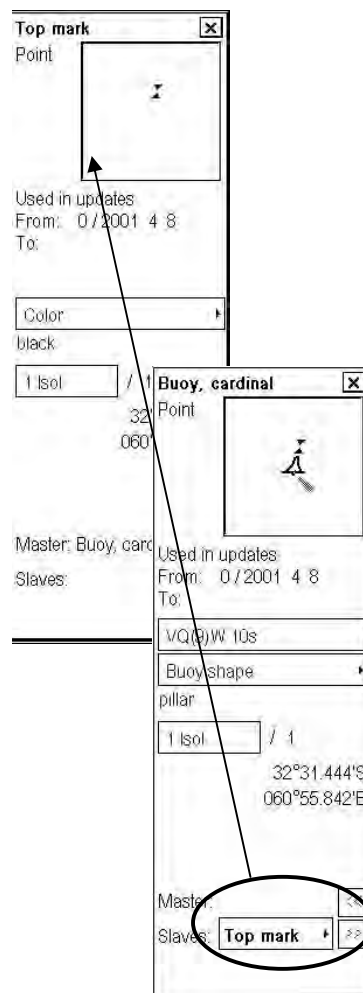 Top mark
Point
Used in updates
From: 0/2001 4 8
To:
Color
black
1 Isol / 1
32°
060°
Master: Buoy, card
Slaves:
Buoy, cardinal
Point
Used in updates
From: 0/2001 4 8
To:
VQ(9)W 10s
Buoy shape
pillar
1 Isol / 1
32°31.444'S
060°55.842'E
Master: <<
Slaves: Top mark >>